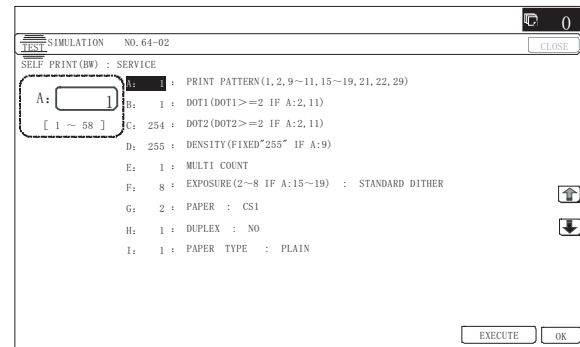 0
TEST SIMULATION NO.64-02
CLOSE
SELF PRINT(BW) : SERVICE
A: 1
[ 1 ~ 58 ]
A: 1 : PRINT PATTERN(1,2,9~11,15~19,21,22,29)
B: 1 : DOT1(DOT1>=2 IF A:2,11)
C: 254 : DOT2(DOT2>=2 IF A:2,11)
D: 255 : DENSITY(FIXED"255" IF A:9)
E: 1 : MULTI COUNT
F: 8 : EXPOSURE(2~8 IF A:15~19) : STANDARD DITHER
G: 2 : PAPER : CS1
H: 1 : DUPLEX : NO
I: 1 : PAPER TYPE : PLAIN
EXECUTE OK